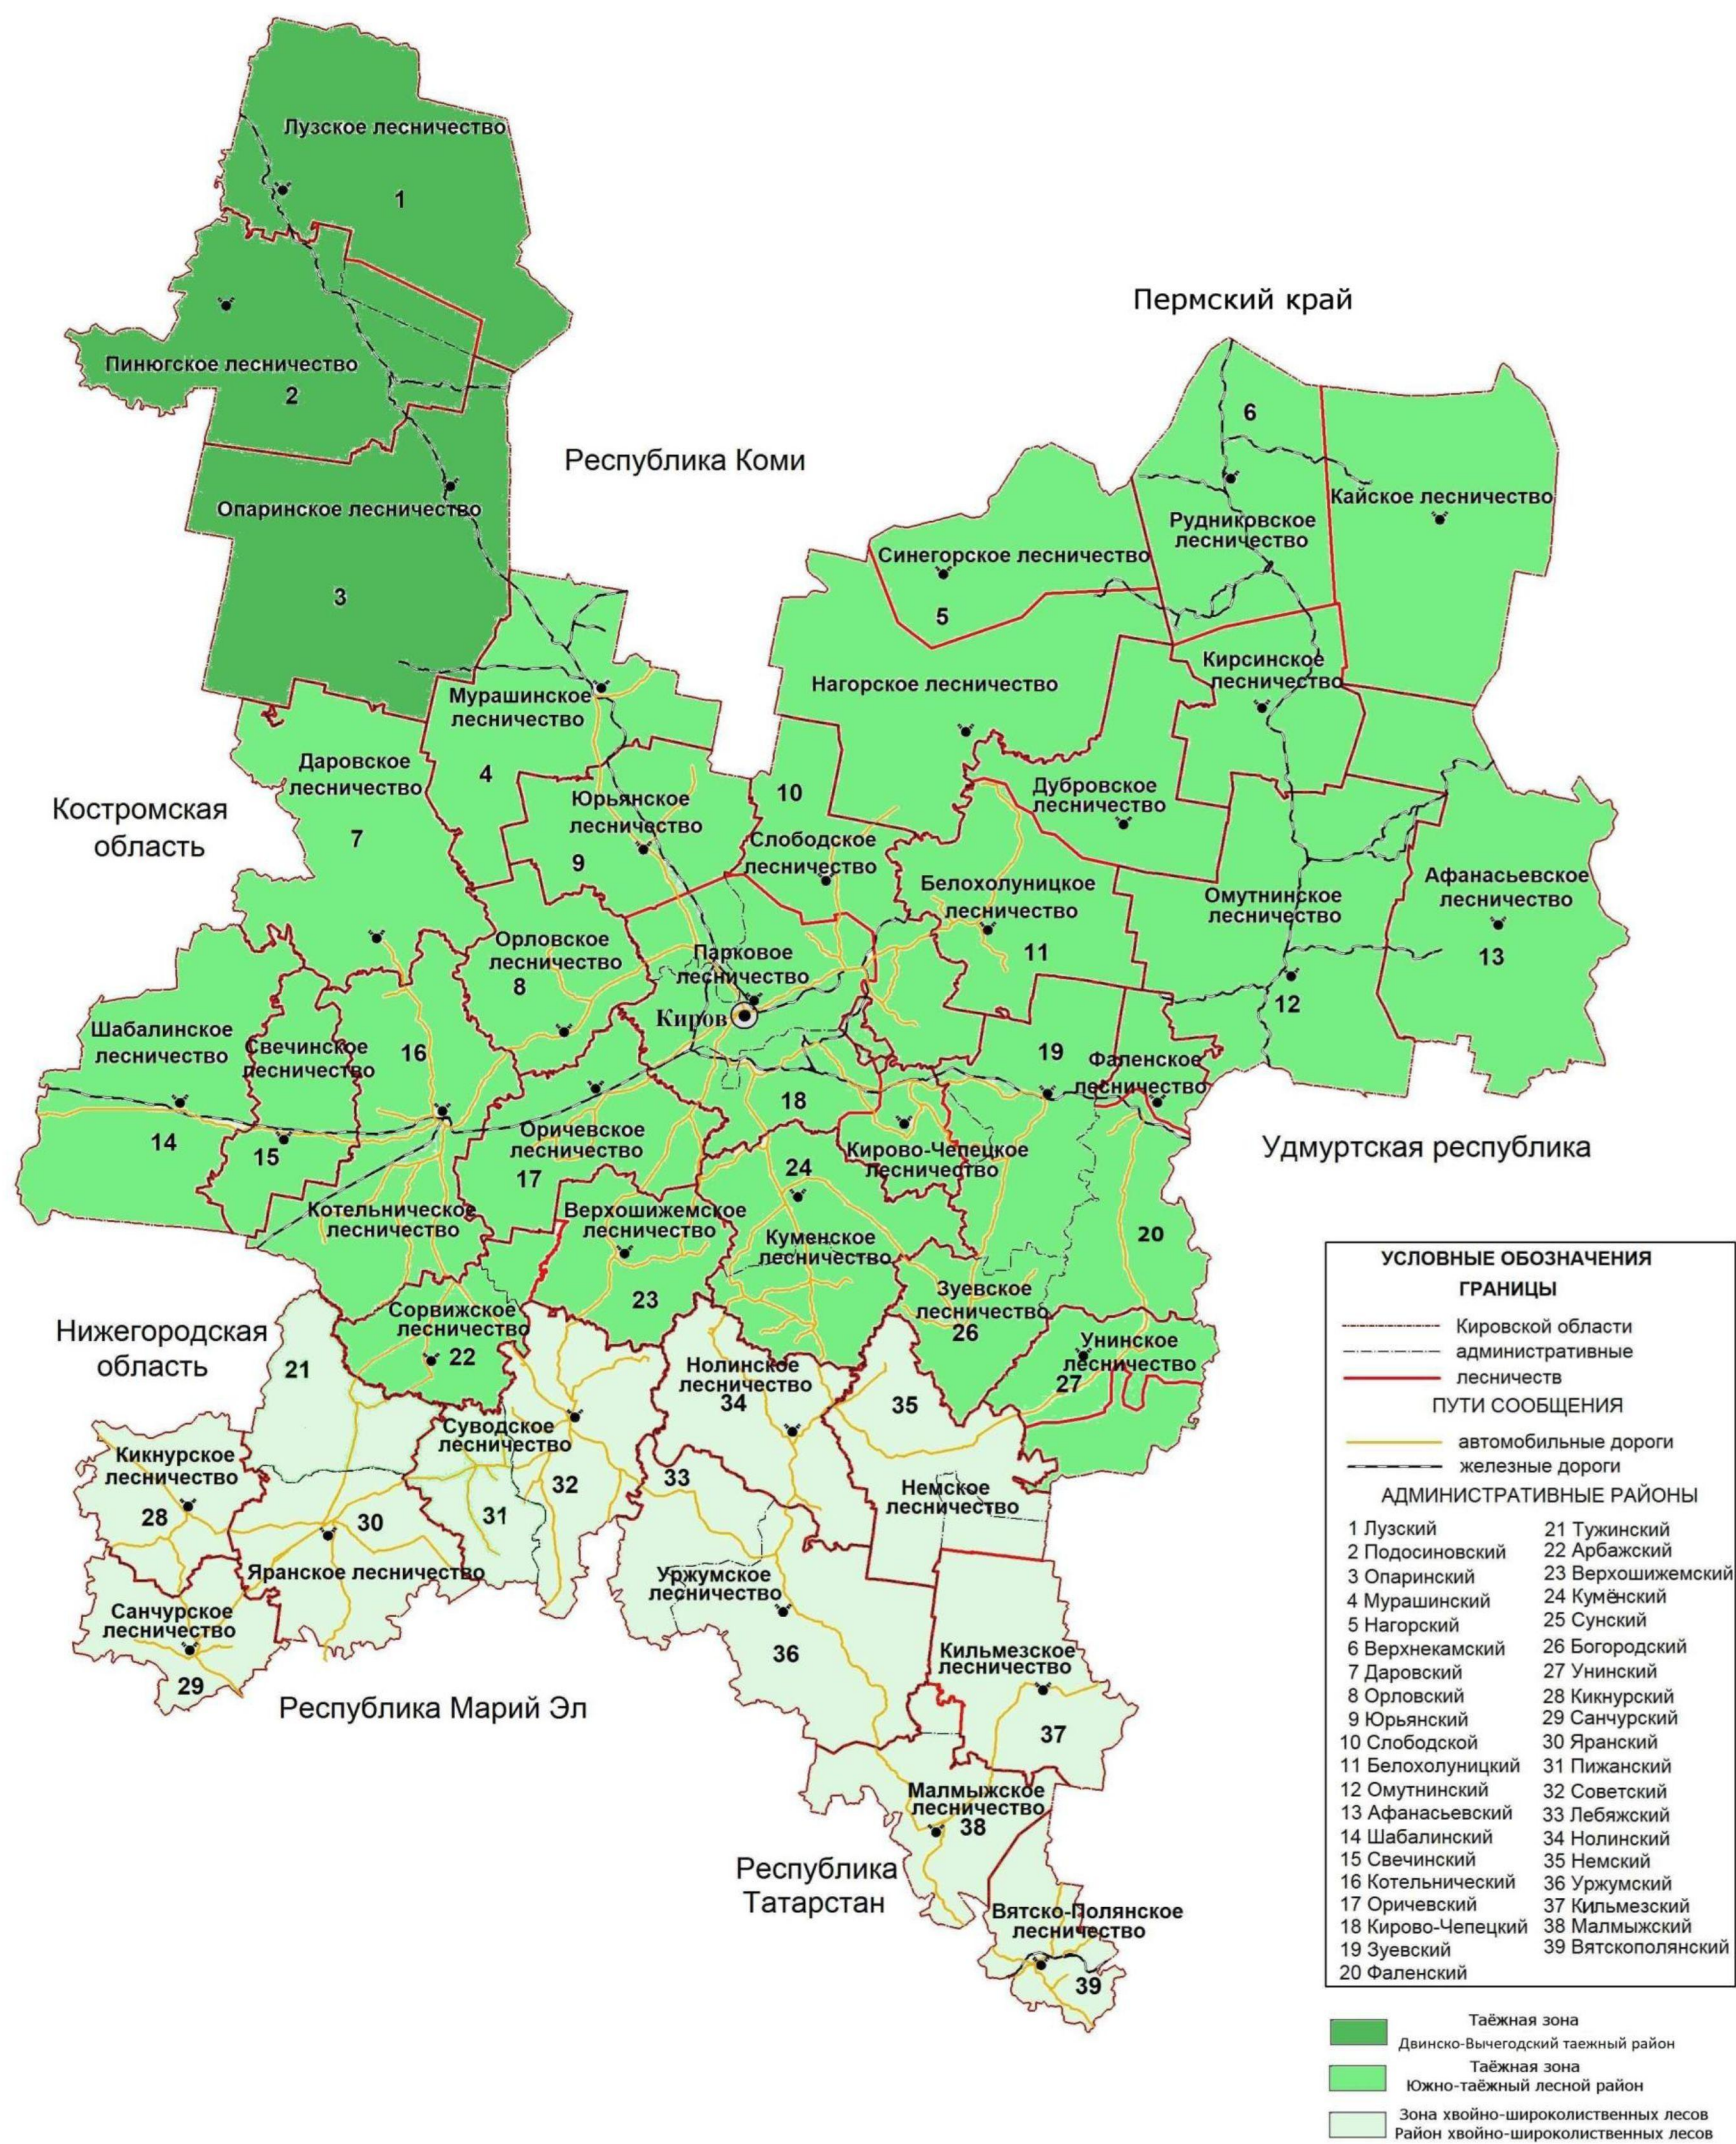 Лузское лесничество
1
Пермский край
Пинюгское лесничество
2
6
Республика Коми
Кайское лесничество
Опаринское лесничество
Рудниковское
лесничество
Синегорское лесничество
3
5
Кирсинское
лесничество
Нагорское лесничество
Мурашинское
лесничество
Даровское
лесничество
4
Дубровское
лесничество
10
Юрьянское
лесничество
Костромская
область
7
Слободское
лесничество
9
Белохолуницкое
лесничество
Омутнинское
лесничество
Афанасьевское
лесничество
Орловское
лесничество
8
Парковое
лесничество
11
13
12
Киров
Шабалинское
лесничество
Свечинское
лесничество
16
19
Фаленское
лесничество
18
14
15
Оричевское
лесничество
17
Кирово-Чепецкое
лесничество
24
Удмуртская республика
Котельническое
лесничество
Верхошижемское
лесничество
Куменское
лесничество
20
23
Зуевское
лесничество
26
Сорвижское
лесничество
22
Нижегородская
область
21
Унинское
лесничество
27
Нолинское
лесничество
34
35
Суводское
лесничество
Кикнурское
лесничество
28
33
32
31
30
Немское
лесничество
Яранское лесничество
Уржумское
лесничество
Санчурское
лесничество
29
36
Кильмезское
лесничество
37
Республика Марий Эл
Малмыжское
лесничество
38
Республика
Татарстан
Вятско-Полянское
лесничество
39
УСЛОВНЫЕ ОБОЗНАЧЕНИЯ
ГРАНИЦЫ
Кировской области
административные
лесничеств
ПУТИ СООБЩЕНИЯ
автомобильные дороги
железные дороги
АДМИНИСТРАТИВНЫЕ РАЙОНЫ
1 Лузский
2 Подосиновский
3 Опаринский
4 Мурашинский
5 Нагорский
6 Верхнекамский
7 Даровский
8 Орловский
9 Юрьянский
10 Слободской
11 Белохолуницкий
12 Омутнинский
13 Афанасьевский
14 Шабалинский
15 Свечинский
16 Котельнический
17 Оричевский
18 Кирово-Чепецкий
19 Зуевский
20 Фаленский
21 Тужинский
22 Арбажский
23 Верхошижемский
24 Кумёнский
25 Сунский
26 Богородский
27 Унинский
28 Кикнурский
29 Санчурский
30 Яранский
31 Пижанский
32 Советский
33 Лебяжский
34 Нолинский
35 Немский
36 Уржумский
37 Кильмезский
38 Малмыжский
39 Вятскополянский
Таёжная зона
Двинско-Вычегодский таежный район
Таёжная зона
Южно-таёжный лесной район
Зона хвойно-широколиственных лесов
Район хвойно-широколиственных лесов